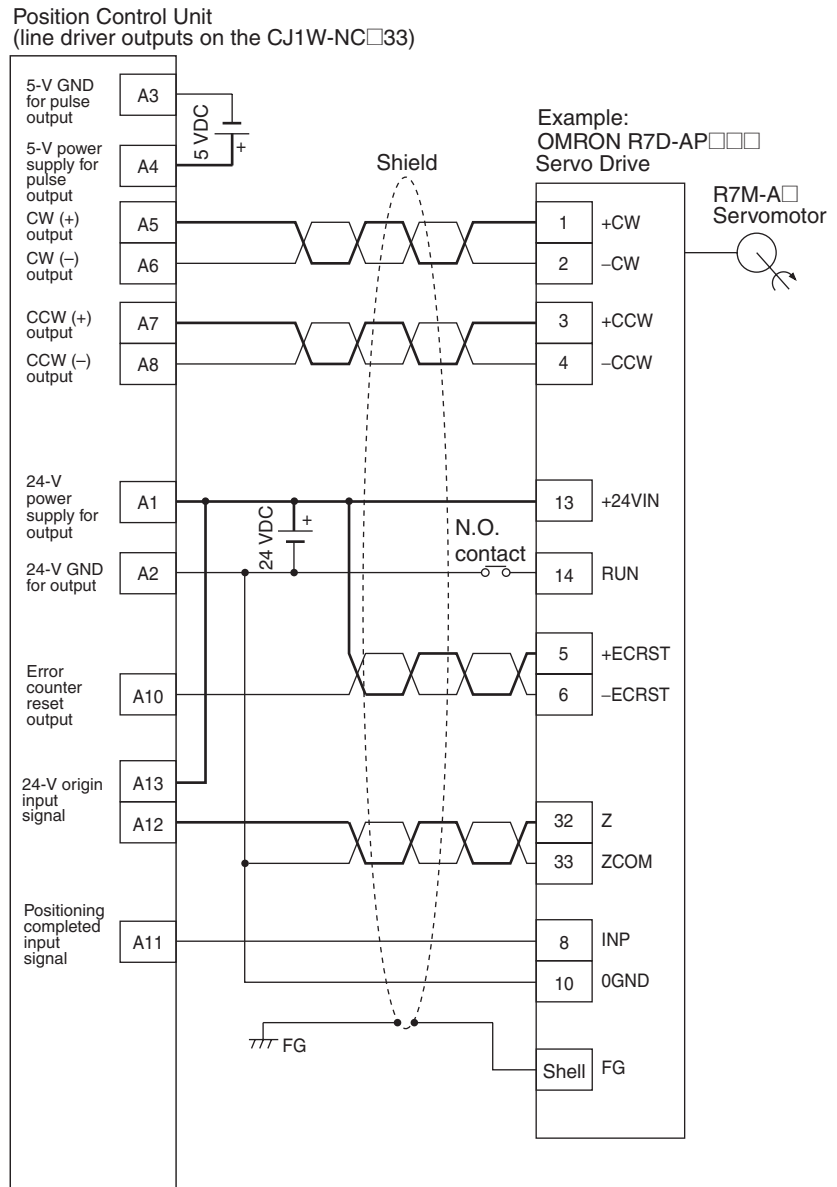 Position Control Unit
(line driver outputs on the CJ1W-NC□33)
5-V GND
for pulse
output
A3
5 VDC
+
5-V power
supply for
pulse
output
A4
Example:
OMRON R7D-AP□□□
Servo Drive
Shield
R7M-A□
Servomotor
CW (+)
output
A5
1
+CW
CW (–)
output
A6
2
–CW
CCW (+)
output
A7
3
+CCW
CCW (–)
output
A8
4
–CCW
24-V
power
supply for
output
A1
13
+24VIN
24 VDC
+
N.O.
contact
24-V GND
for output
A2
14
RUN
5
+ECRST
Error
counter
reset
output
A10
6
–ECRST
24-V origin
input
signal
A13
A12
32
Z
33
ZCOM
Positioning
completed
input
signal
A11
8
INP
10
0GND
FG
Shell
FG